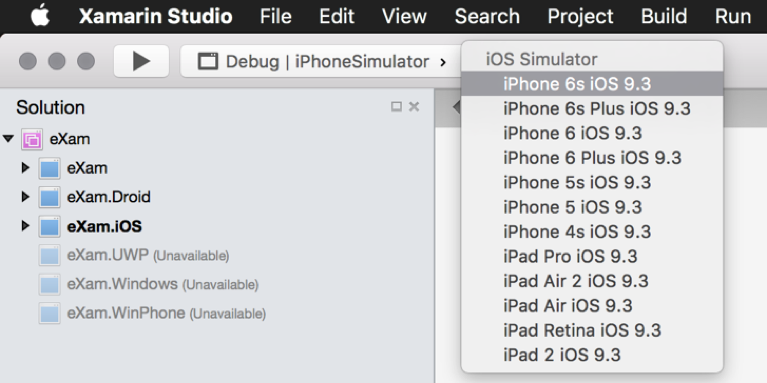 Xamarin Studio File Edit View Search Project Build Run
Debug | iPhoneSimulator ›
iOS Simulator
iPhone 6s iOS 9.3
iPhone 6s Plus iOS 9.3
iPhone 6 iOS 9.3
iPhone 6 Plus iOS 9.3
iPhone 5s iOS 9.3
iPhone 5 iOS 9.3
iPhone 4s iOS 9.3
iPad Pro iOS 9.3
iPad Air 2 iOS 9.3
iPad Air iOS 9.3
iPad Retina iOS 9.3
iPad 2 iOS 9.3
Solution
eXam
eXam
eXam.Droid
eXam.iOS
eXam.UWP (Unavailable)
eXam.Windows (Unavailable)
eXam.WinPhone (Unavailable)